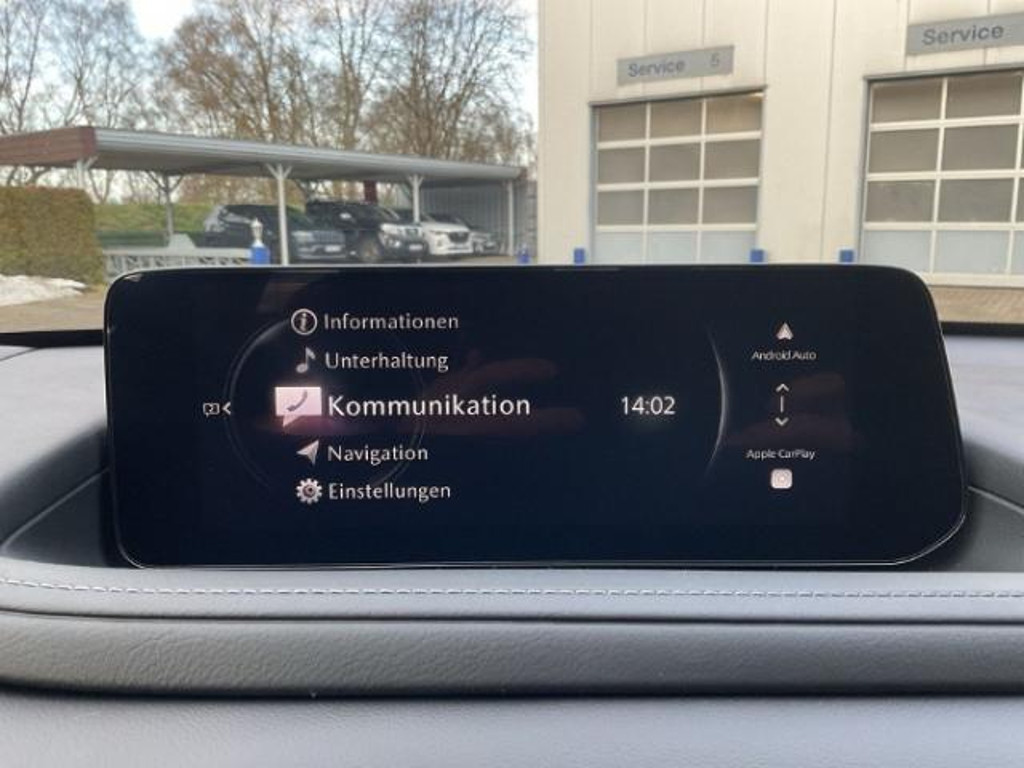 Service 5
Service
Informationen
Unterhaltung
Kommunikation
Navigation
Einstellungen
14:02
Android Auto
Apple CarPlay